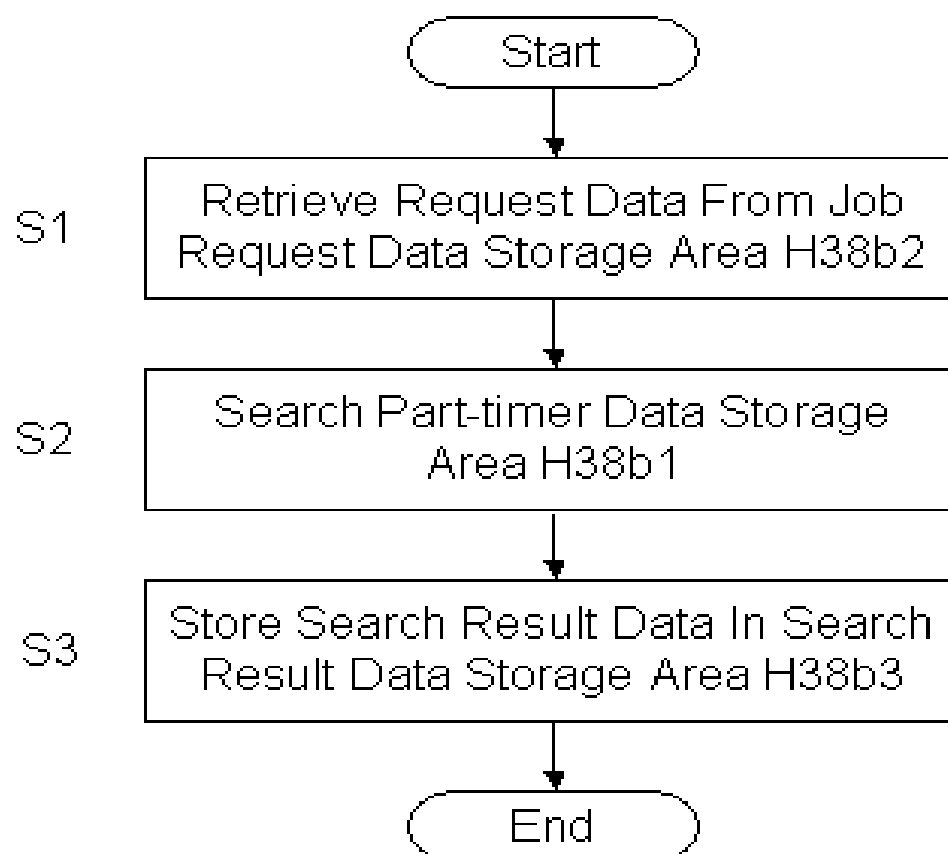 Start
S1
Retrieve Request Data From Job
Request Data Storage Area H38b2
S2
Search Part-timer Data Storage
Area H38b1
S3
Store Search Result Data In Search
Result Data Storage Area H38b3
End